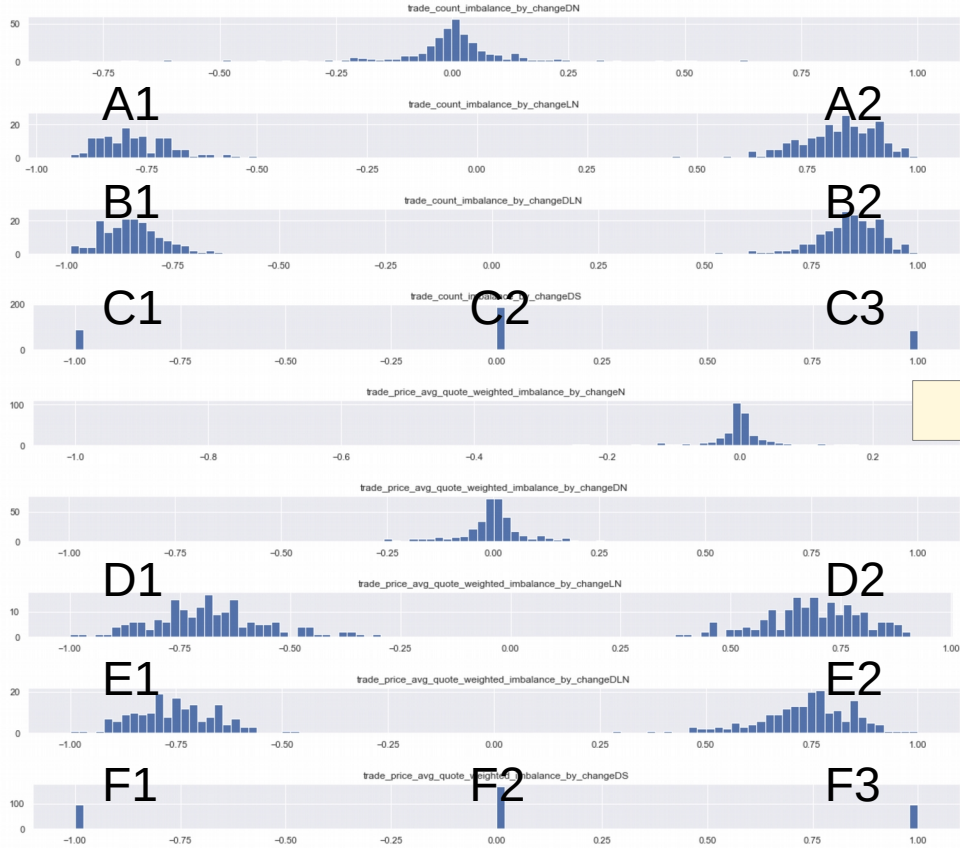 trade_count_imbalance_by_changeDN
50
0
−0.75 −0.50 −0.25 0.00 0.25 0.50 0.75 1.00
A1 A2
trade_count_imbalance_by_changeLN
20
0
−1.00 −0.75 −0.50 −0.25 0.00 0.25 0.50 0.75 1.00
B1 B2
trade_count_imbalance_by_changeDLN
20
0
−1.00 −0.75 −0.50 −0.25 0.00 0.25 0.50 0.75 1.00
C1 C2 C3
trade_count_imbalance_by_changeDS
200
0
−1.00 −0.75 −0.50 −0.25 0.00 0.25 0.50 0.75 1.00
trade_price_avg_quote_weighted_imbalance_by_changeN
100
0
−1.0 −0.8 −0.6 −0.4 −0.2 0.0 0.2
trade_price_avg_quote_weighted_imbalance_by_changeDN
50
0
−1.00 −0.75 −0.50 −0.25 0.00 0.25 0.50 0.75 1.00
D1 D2
trade_price_avg_quote_weighted_imbalance_by_changeLN
10
0
−1.00 −0.75 −0.50 −0.25 0.00 0.25 0.50 0.75 1.00
E1 E2
trade_price_avg_quote_weighted_imbalance_by_changeDLN
20
0
−1.00 −0.75 −0.50 −0.25 0.00 0.25 0.50 0.75 1.00
F1 F2 F3
trade_price_avg_quote_weighted_imbalance_by_changeDS
100
0
−1.00 −0.75 −0.50 −0.25 0.00 0.25 0.50 0.75 1.00